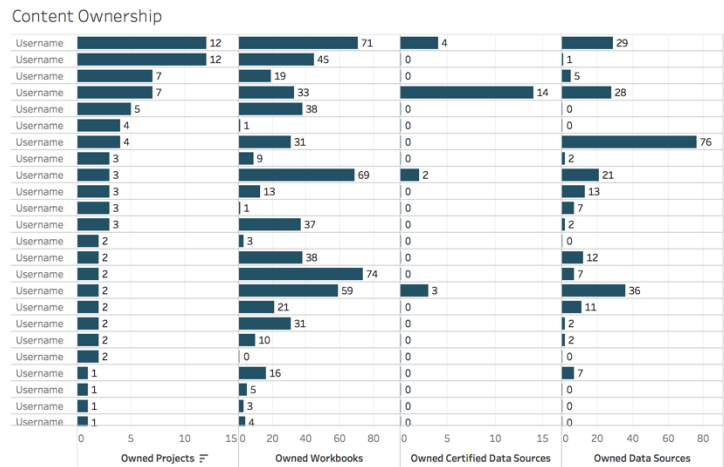 Content Ownership
Username 12 71 4 29
Username 12 45 0 1
Username 7 19 0 5
Username 7 33 14 28
Username 5 38 0 0
Username 4 1 0 0
Username 4 31 0 76
Username 3 9 0 2
Username 3 69 2 21
Username 3 13 0 13
Username 3 1 0 7
Username 3 37 0 2
Username 2 3 0 0
Username 2 38 0 12
Username 2 74 0 7
Username 2 59 3 36
Username 2 21 0 11
Username 2 31 0 2
Username 2 10 0 2
Username 2 0 0 0
Username 1 16 0 7
Username 1 5 0 0
Username 1 3 0 0
Username 1 4 0 0
0 5 10 15 0 20 40 60 80 0 5 10 15 0 20 40 60 80
Owned Projects Owned Workbooks Owned Certified Data Sources Owned Data Sources